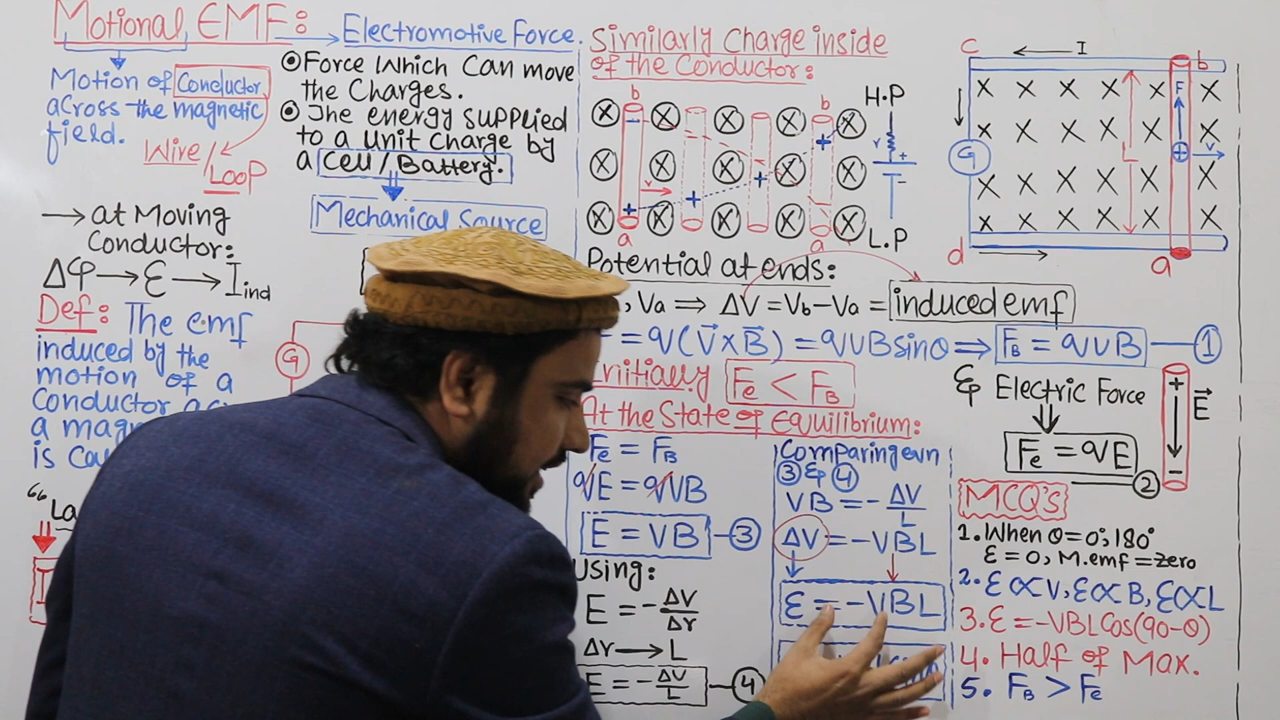 Motional EMF: → Electromotive Force.
Motion of Conductor
across the magnetic
field.
Wire/
Loop
→ at Moving
Conductor:
Δφ → ε → Iind
Def: The emf
induced by the
motion of a
Conductor
a
is
“La
G
⊙ Force Which Can move
the Charges.
⊙ The energy supplied
to a unit charge by
a Cell/Battery.
Mechanical Source
Similarly Charge inside
of the Conductor:
b
b
H.P
-
+
+
+
+
v
r
+
-
a
a
L.P
Potential at ends:
, Va ⇒ ΔV = Vb - Va = induced emf
= q(V⃗ x B⃗) = qVB sinθ ⇒ FB = qVB — 1
Initially Fe < FB
At the State of equilibrium:
Fe = FB
qE = qVB
E = VB — 3
Using:
E = - ΔV/Δr
Δr → L
E = - ΔV/L — 4
Comparing eqn
3 & 4
VB = - ΔV/L
ΔV = -VBL
ε = -VBL
c ← I b
F
G
L
+ v
d → a
& Electric Force
Fe = qE
2
+
E⃗
-
MCQ's
1. When θ = 0°, 180°
ε = 0, M.emf = zero
2. ε ∝ V, ε ∝ B, ε ∝ L
3. ε = -VBL Cos(90-θ)
4. Half of Max.
5. FB > Fe